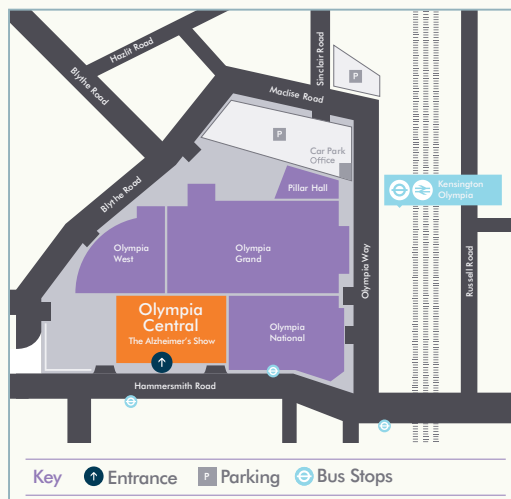 Hazlit Road
Blythe Road
Sinclair Road
P
Maclise Road
P
Car Park
Office
Pillar Hall
Kensington
Olympia
Blythe Road
Olympia
West
Olympia
Grand
Olympia Way
Russell Road
Olympia
Central
The Alzheimer's Show
Olympia
National
Hammersmith Road
Key
Entrance
P
Parking
Bus Stops